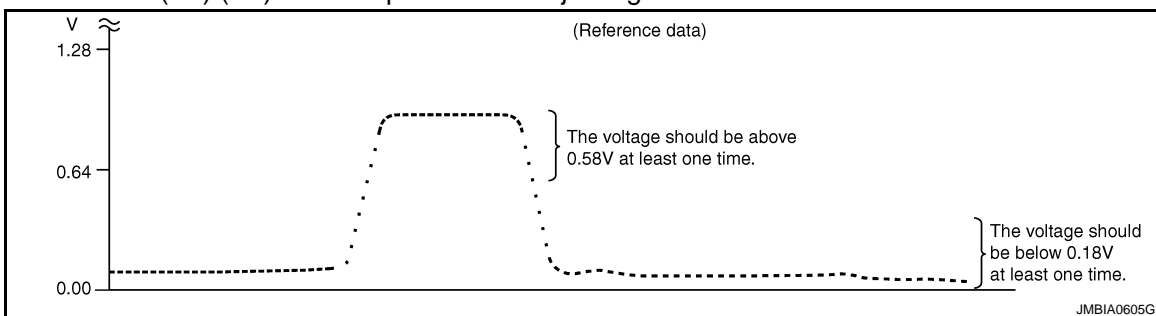 V
(Reference data)
1.28
The voltage should be above
0.58V at least one time.
0.64
The voltage should
be below 0.18V
at least one time.
0.00
JMBIA0605G